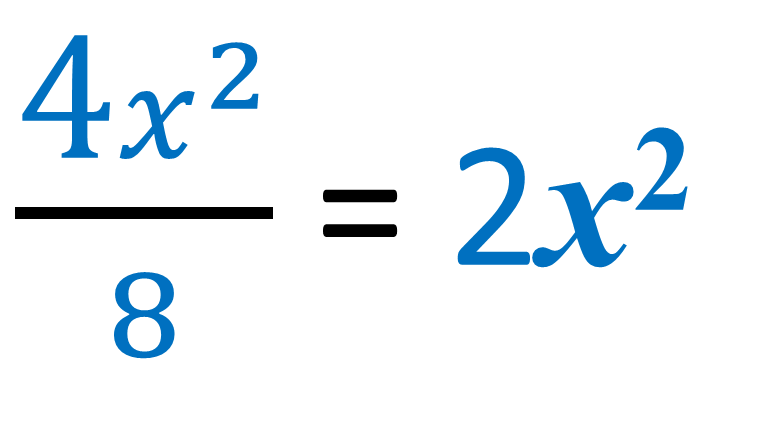 4x²
8
= 2x²